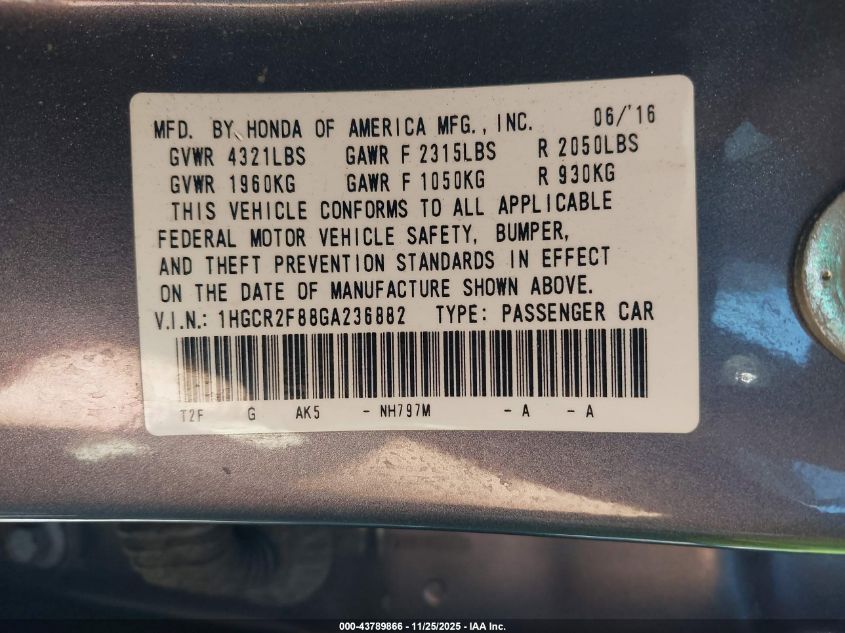 MFD. BY HONDA OF AMERICA MFG., INC. 06/'16
GVWR 4321LBS GAWR F 2315LBS R 2050LBS
GVWR 1960KG GAWR F 1050KG R 930KG
THIS VEHICLE CONFORMS TO ALL APPLICABLE
FEDERAL MOTOR VEHICLE SAFETY, BUMPER,
AND THEFT PREVENTION STANDARDS IN EFFECT
ON THE DATE OF MANUFACTURE SHOWN ABOVE.
V.I.N.: 1HGCR2F88GA236882 TYPE: PASSENGER CAR
T2F G AK5 - NH797M - A - A
000-43789866 - 11/25/2025 - IAA Inc.